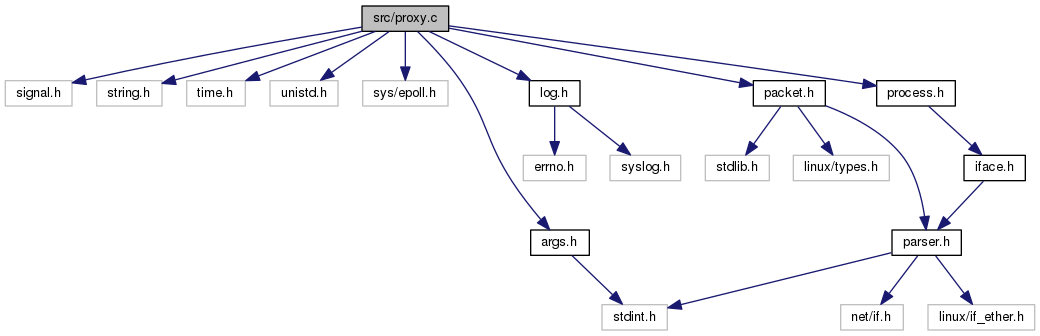 src/proxy.c
signal.h
string.h
time.h
unistd.h
sys/epoll.h
log.h
packet.h
process.h
errno.h
syslog.h
stdlib.h
linux/types.h
iface.h
args.h
parser.h
stdint.h
net/if.h
linux/if_ether.h